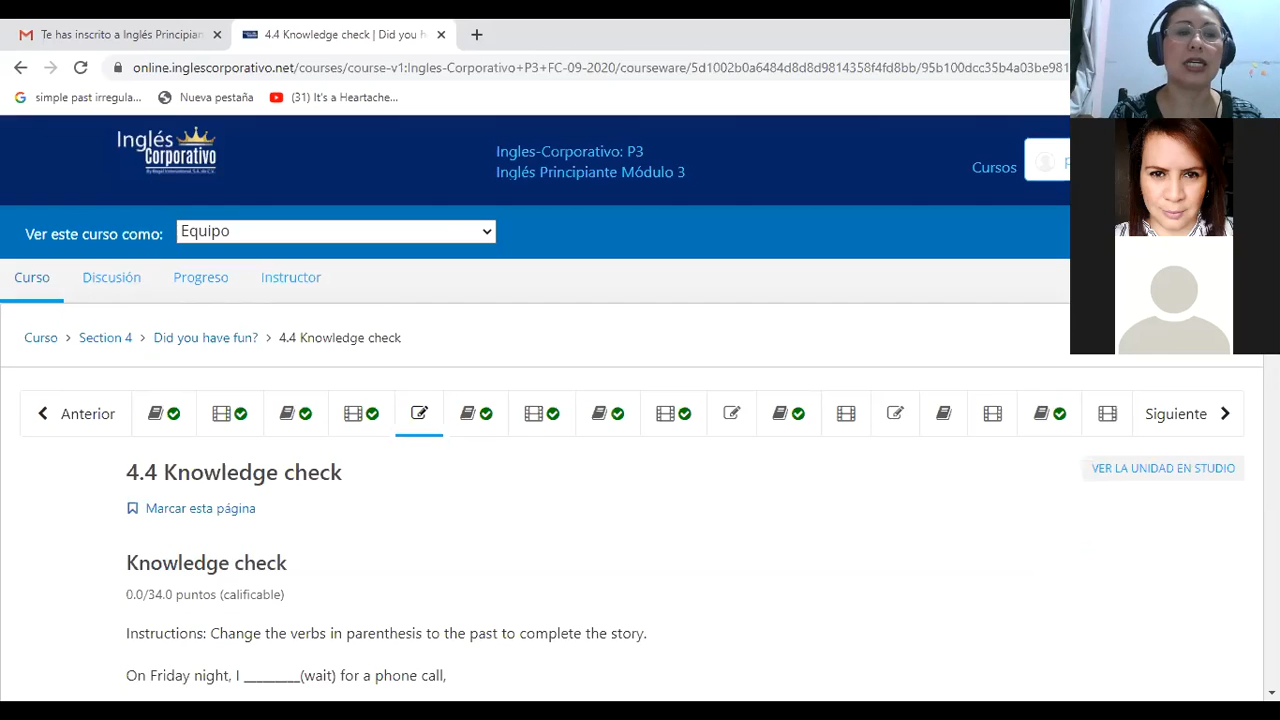 Te has inscrito a Inglés Principian
4.4 Knowledge check | Did you h
online.inglescorporativo.net/courses/course-v1:Ingles-Corporativo+P3+FC-09-2020/courseware/5d1002b0a6484d8d8d9814358f4fd8bb/95b100dcc35b4a03be981
simple past irregula...
Nueva pestaña
(31) It's a Heartache...
Inglés
Corporativo
Ingles-Corporativo: P3
Inglés Principiante Módulo 3
Cursos
Ver este curso como:
Equipo
Curso
Discusión
Progreso
Instructor
Curso > Section 4 > Did you have fun? > 4.4 Knowledge check
Anterior
Siguiente
4.4 Knowledge check
VER LA UNIDAD EN STUDIO
Marcar esta página
Knowledge check
0.0/34.0 puntos (calificable)
Instructions: Change the verbs in parenthesis to the past to complete the story.
On Friday night, I _________(wait) for a phone call,